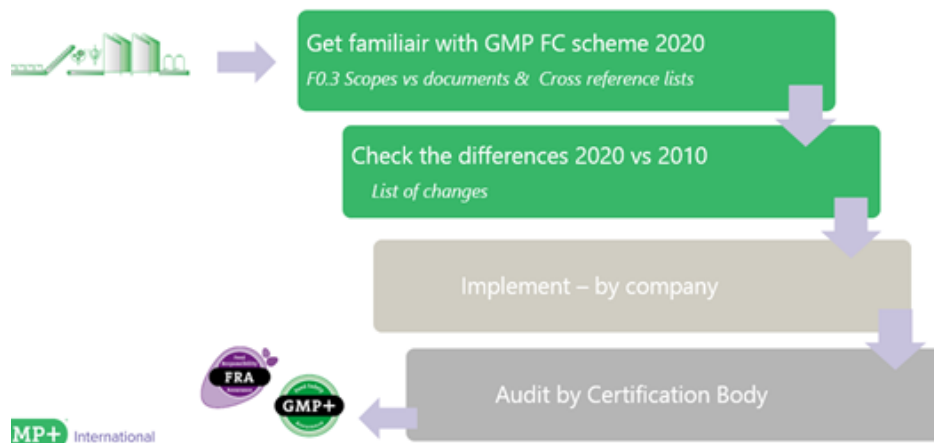 Get familiair with GMP FC scheme 2020
F0.3 Scopes vs documents & Cross reference lists
Check the differences 2020 vs 2010
List of changes
Implement – by company
Audit by Certification Body
FRA
GMP+
MP+ International